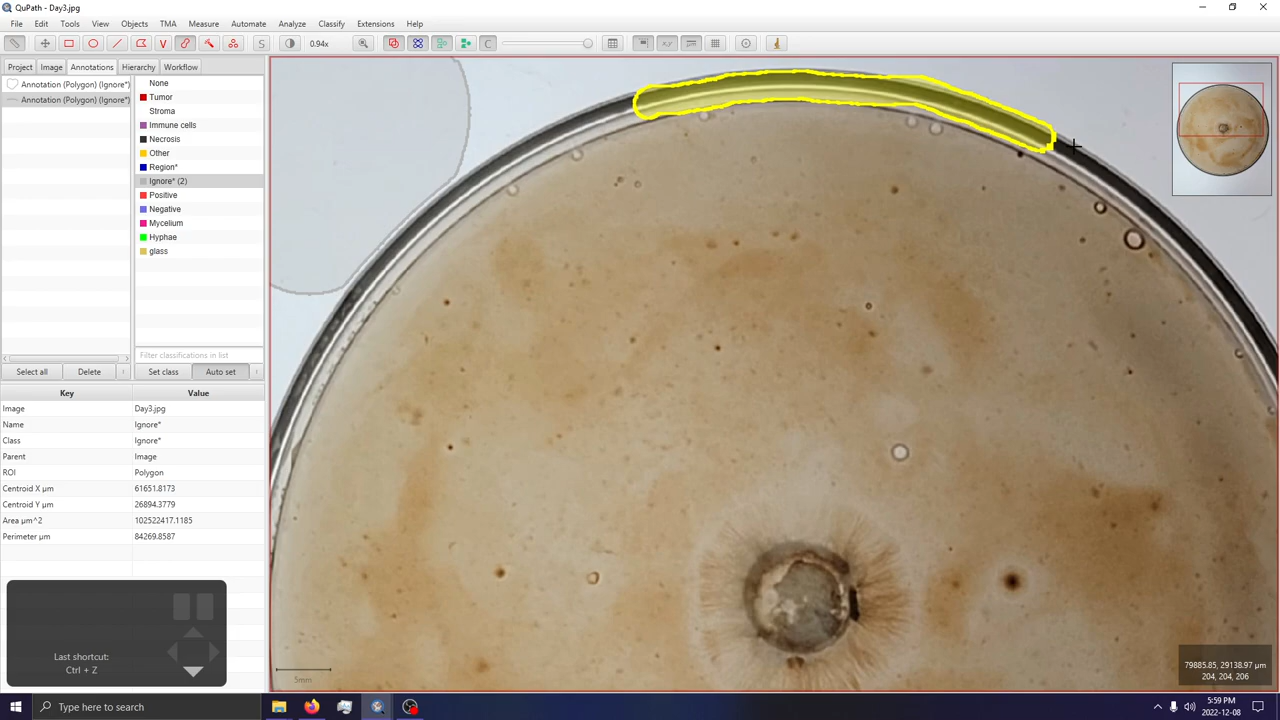 QuPath - Day3.jpg
File Edit Tools View Objects TMA Measure Automate Analyze Classify Extensions Help
V S 0.94x C
Project Image Annotations Hierarchy Workflow
Annotation (Polygon) (Ignore*)
Annotation (Polygon) (Ignore*)
None
Tumor
Stroma
Immune cells
Necrosis
Other
Region*
Ignore* (2)
Positive
Negative
Mycelium
Hyphae
glass
Filter classifications in list
Select all Delete Set class Auto set
Key Value
Image Day3.jpg
Name Ignore*
Class Ignore*
Parent Image
ROI Polygon
Centroid X µm 61651.8173
Centroid Y µm 26894.3779
Area µm^2 102522417.1185
Perimeter µm 84269.8587
Last shortcut:
Ctrl + Z
5mm
79885.85, 29138.97 µm
204, 204, 206
Type here to search
5:59 PM
2022-12-08